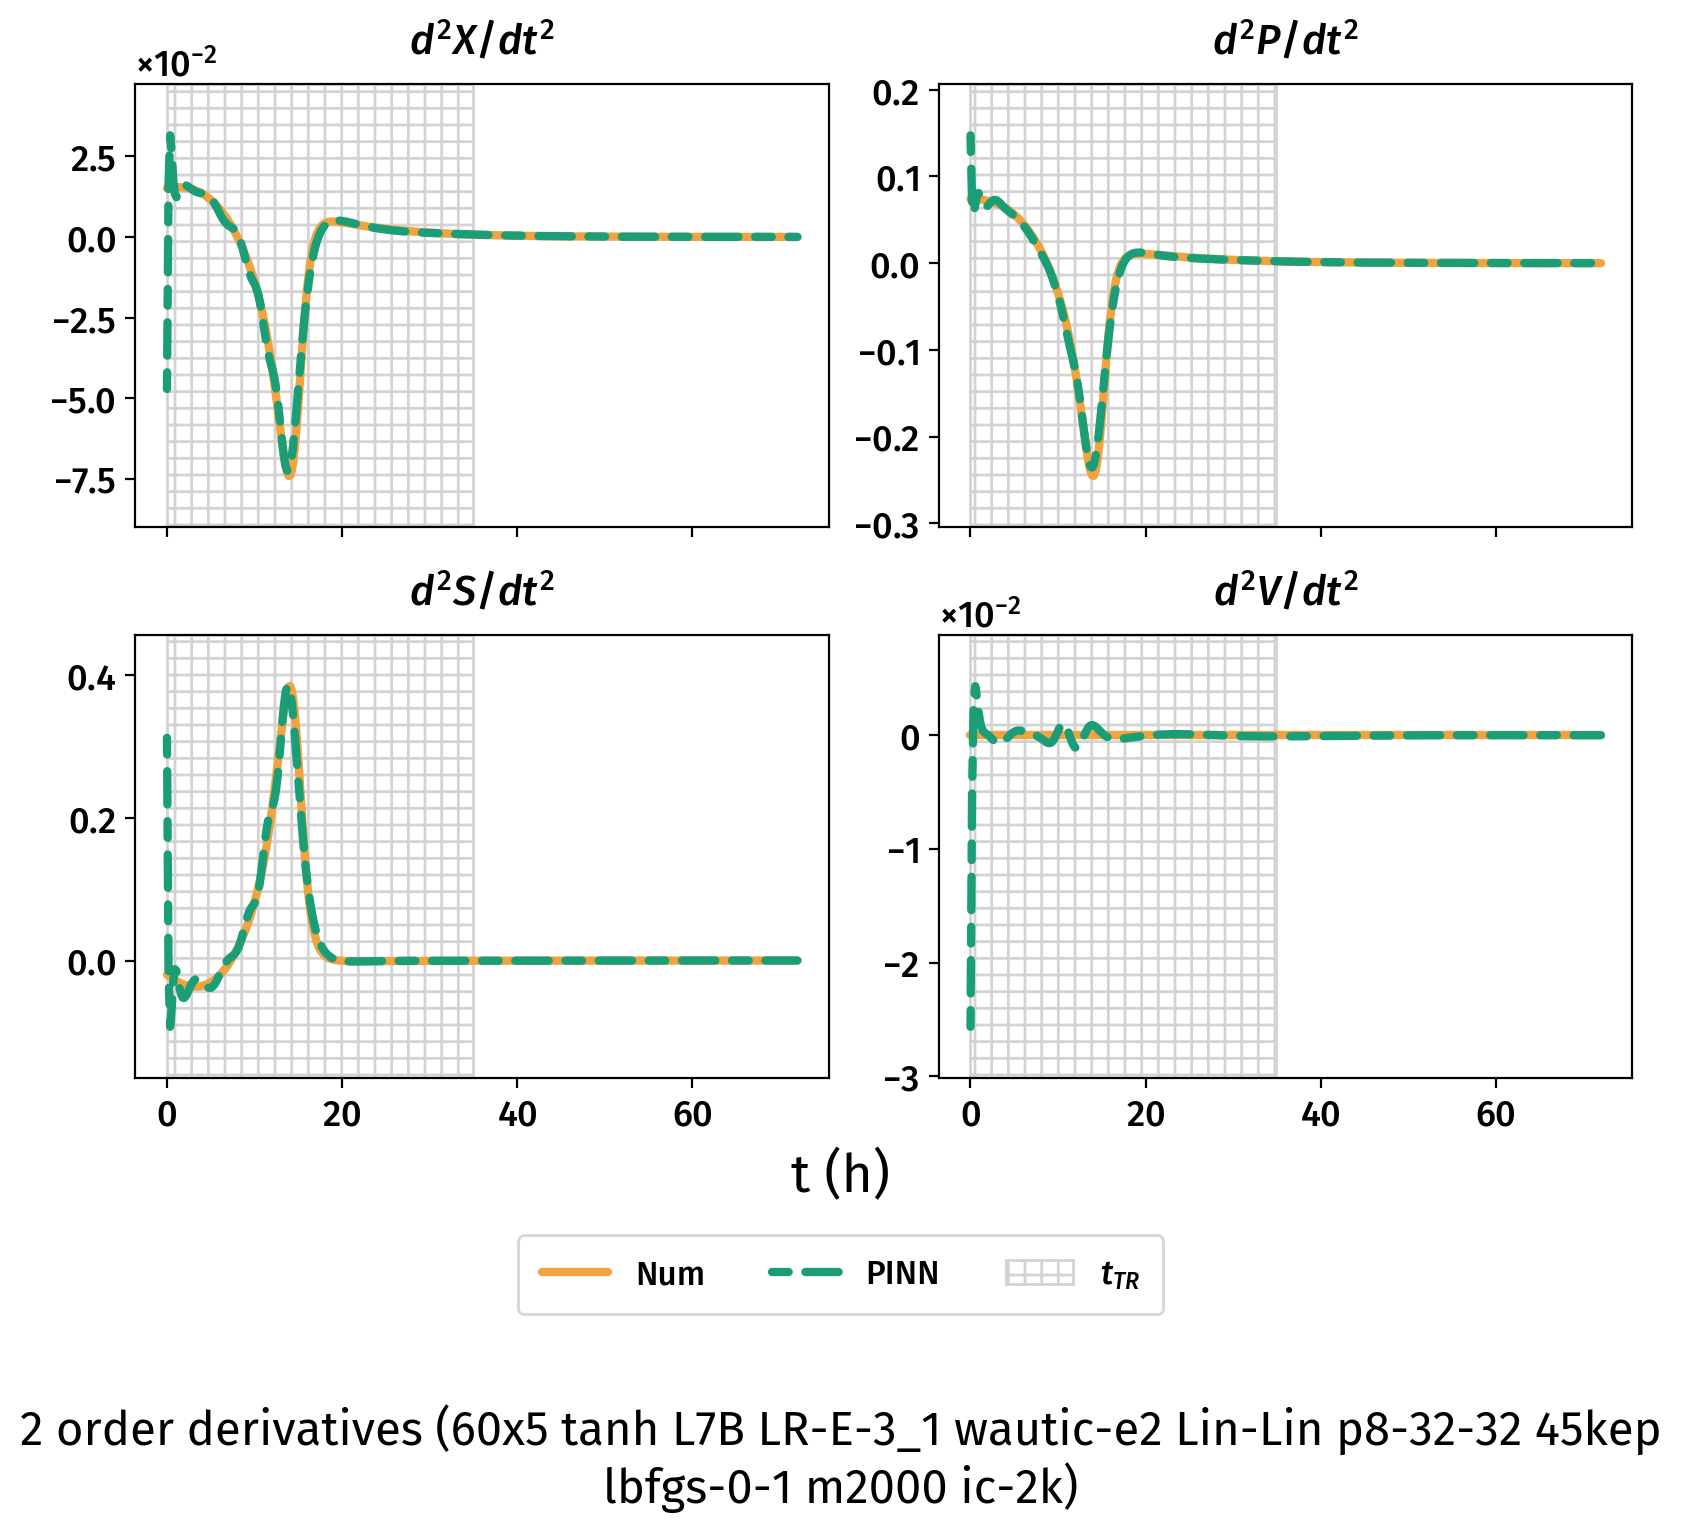 d²X/dt²
×10⁻²
2.5
0.0
−2.5
−5.0
−7.5
d²P/dt²
0.2
0.1
0.0
−0.1
−0.2
−0.3
d²S/dt²
0.4
0.2
0.0
0 20 40 60
d²V/dt²
×10⁻²
0
−1
−2
−3
0 20 40 60
t (h)
Num PINN t_TR
2 order derivatives (60x5 tanh L7B LR-E-3_1 wautic-e2 Lin-Lin p8-32-32 45kep
lbfgs-0-1 m2000 ic-2k)